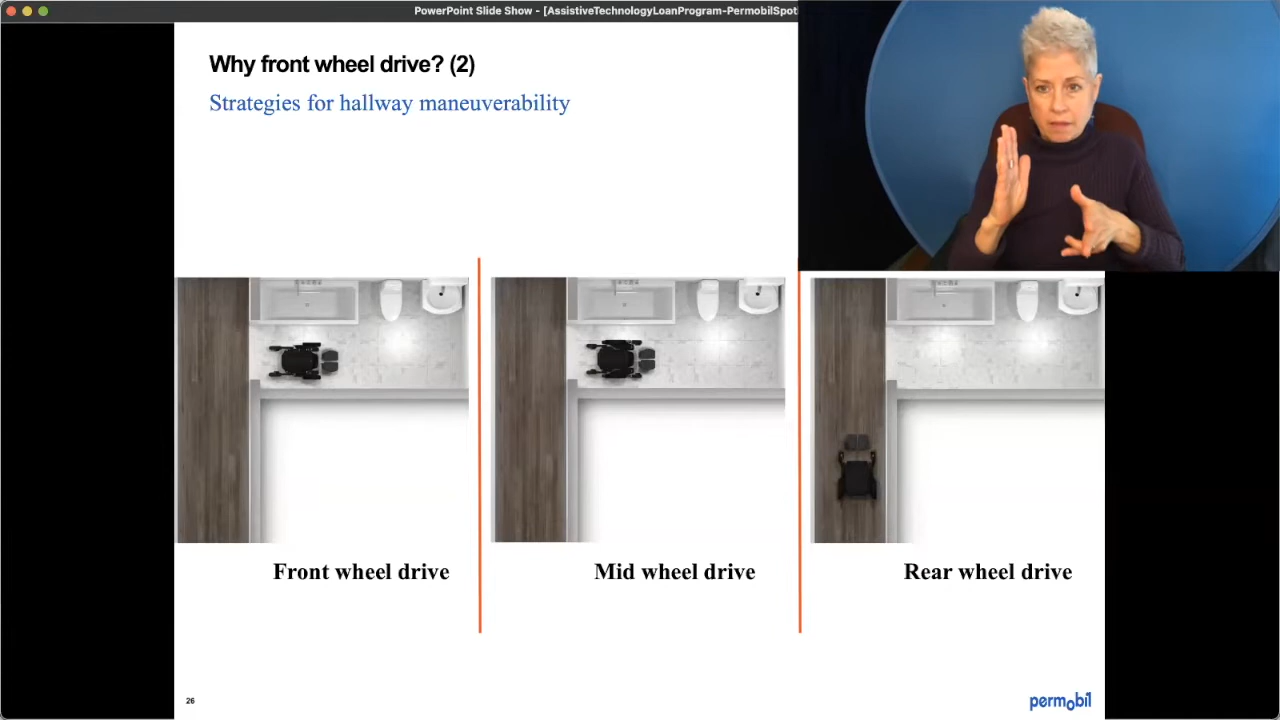 PowerPoint Slide Show - [AssistiveTechnologyLoanProgram-PermobilSpotl
Why front wheel drive? (2)
Strategies for hallway maneuverability
Front wheel drive
Mid wheel drive
Rear wheel drive
26
permobil